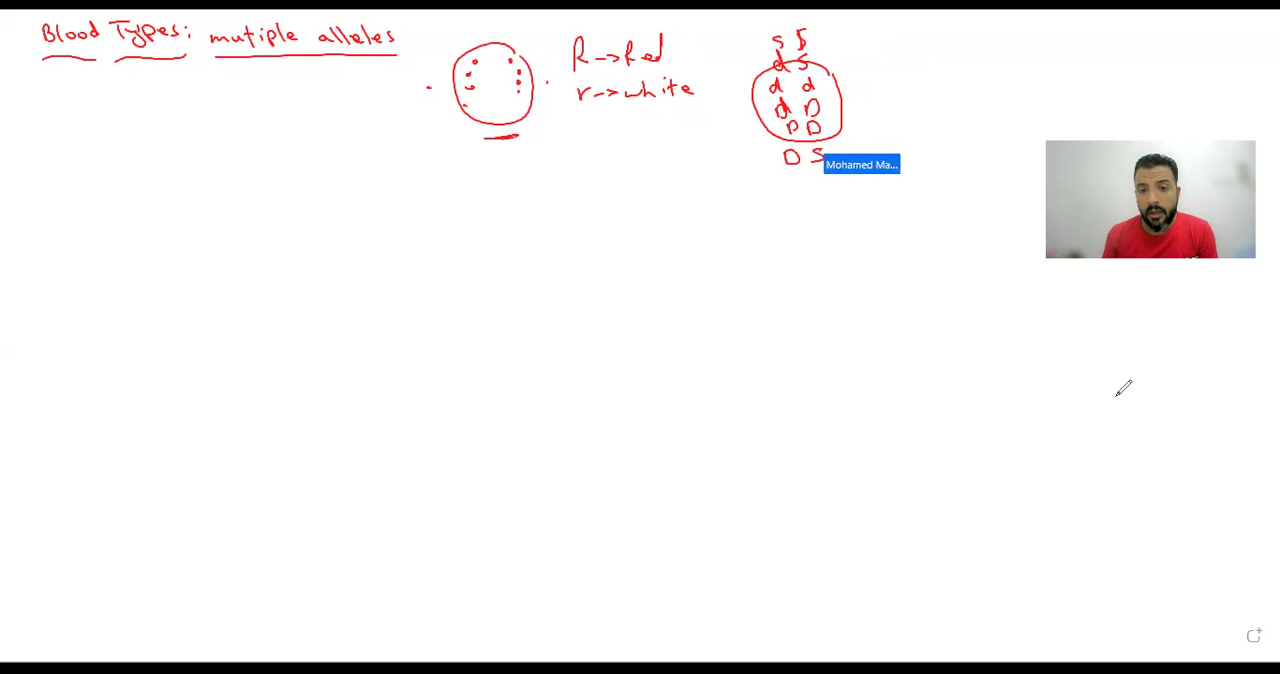 Blood Types: mutiple alleles
R → Red
r → white
S S
d S
d d
d D
D D
D S
Mohamed Ma...